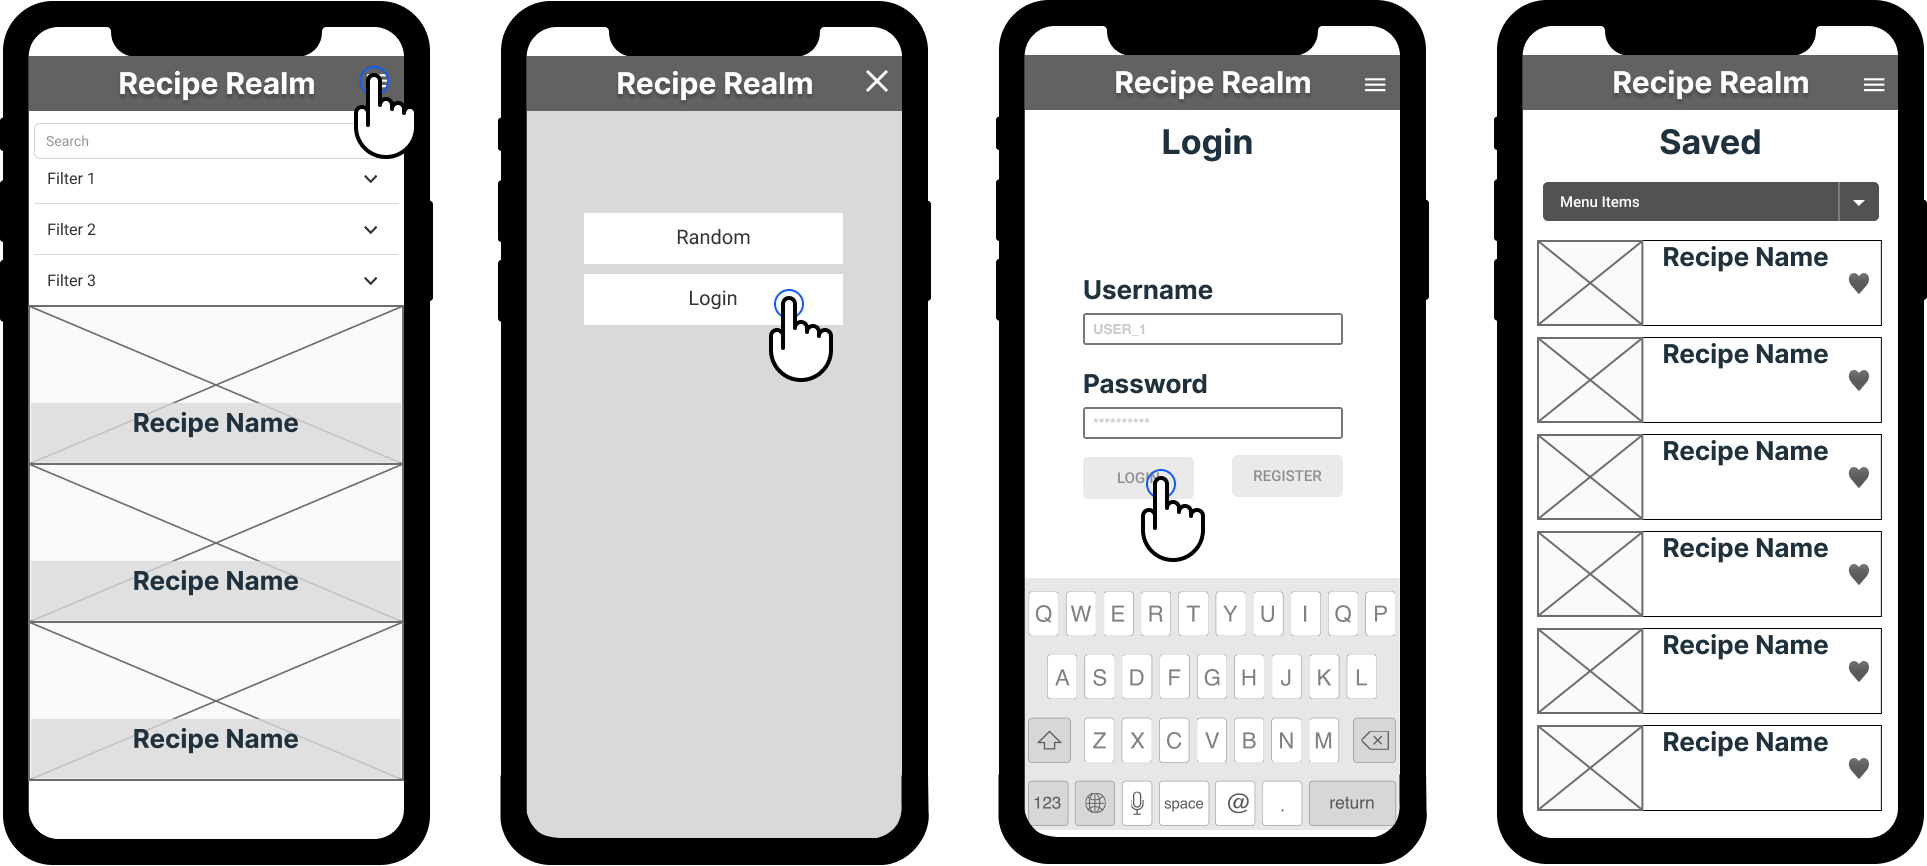 Recipe Realm
Search
Filter 1
Filter 2
Filter 3
Recipe Name
Recipe Name
Recipe Name
Recipe Realm
Random
Login
Recipe Realm
Login
Username
USER_1
Password
**********
LOGIN
REGISTER
Q W E R T Y U I Q P
A S D F G H J K L
Z X C V B N M
123 space @ . return
Recipe Realm
Saved
Menu Items
Recipe Name
Recipe Name
Recipe Name
Recipe Name
Recipe Name
Recipe Name